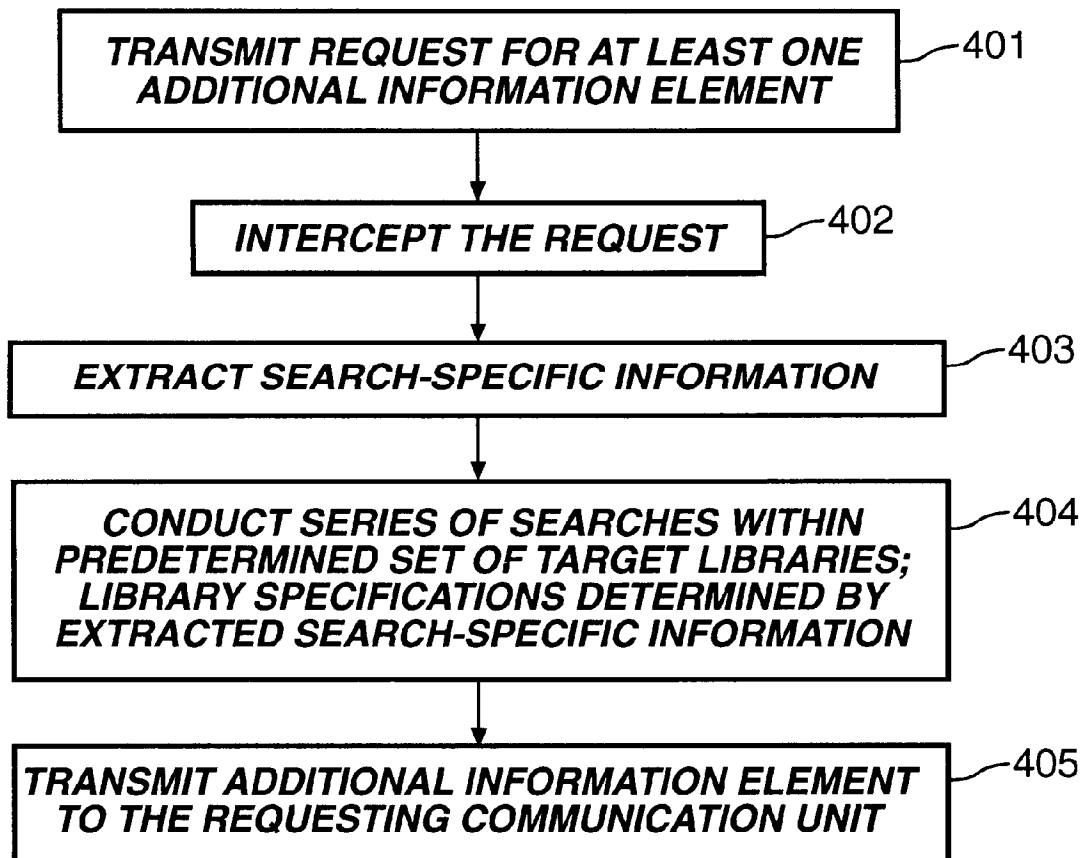 TRANSMIT REQUEST FOR AT LEAST ONE
ADDITIONAL INFORMATION ELEMENT
401
INTERCEPT THE REQUEST
402
EXTRACT SEARCH-SPECIFIC INFORMATION
403
CONDUCT SERIES OF SEARCHES WITHIN
PREDETERMINED SET OF TARGET LIBRARIES;
LIBRARY SPECIFICATIONS DETERMINED BY
EXTRACTED SEARCH-SPECIFIC INFORMATION
404
TRANSMIT ADDITIONAL INFORMATION ELEMENT
TO THE REQUESTING COMMUNICATION UNIT
405